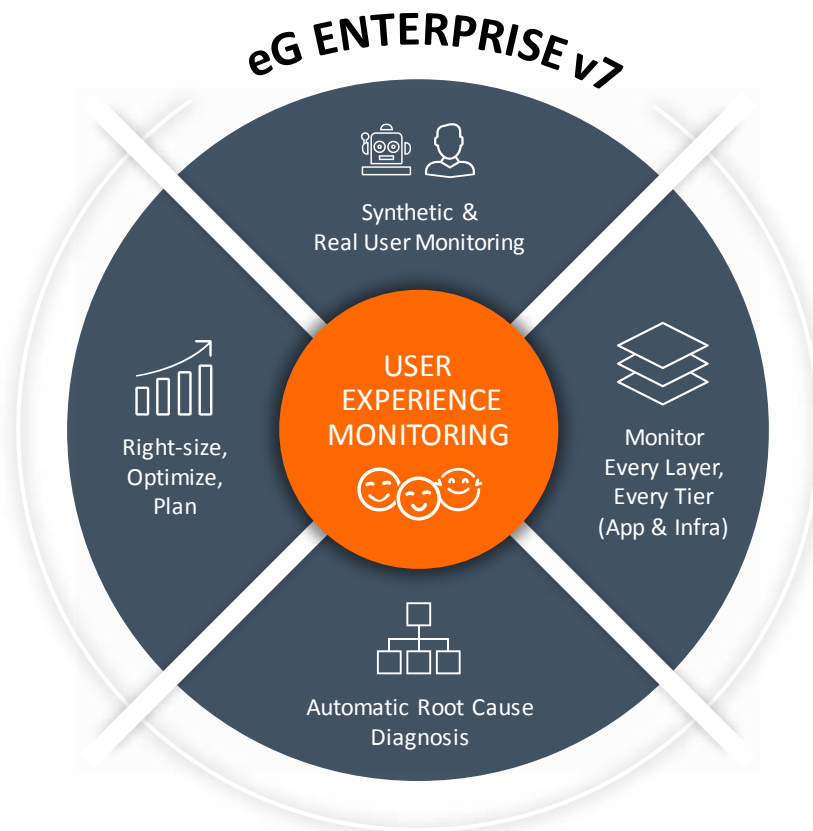 eG ENTERPRISE v7
Synthetic &
Real User Monitoring
USER
EXPERIENCE
MONITORING
Right-size,
Optimize,
Plan
Monitor
Every Layer,
Every Tier
(App & Infra)
Automatic Root Cause
Diagnosis